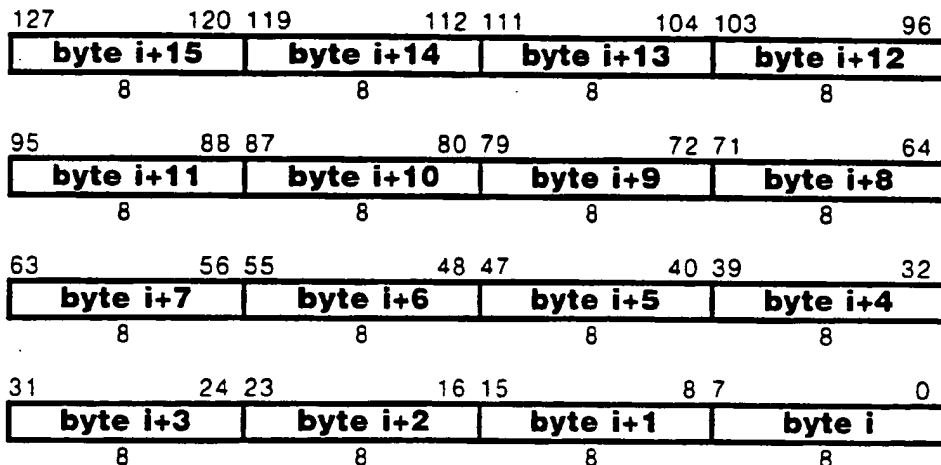 127 120 119 112 111 104 103 96
byte i+15 byte i+14 byte i+13 byte i+12
8 8 8 8
95 88 87 80 79 72 71 64
byte i+11 byte i+10 byte i+9 byte i+8
8 8 8 8
63 56 55 48 47 40 39 32
byte i+7 byte i+6 byte i+5 byte i+4
8 8 8 8
31 24 23 16 15 8 7 0
byte i+3 byte i+2 byte i+1 byte i
8 8 8 8